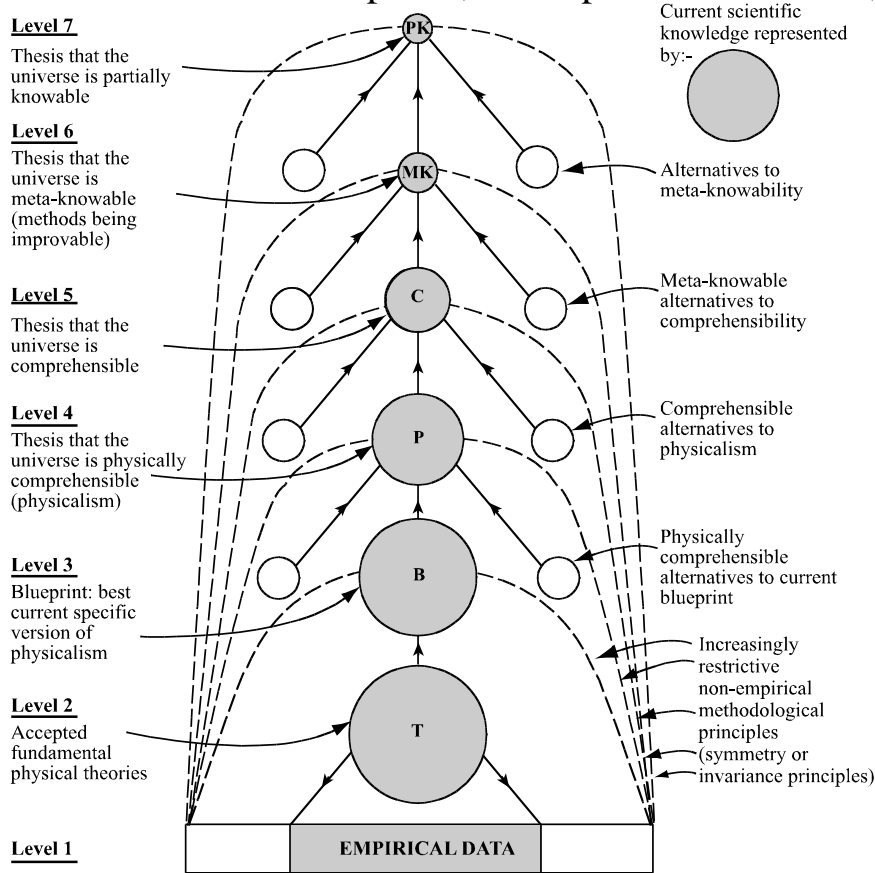 Level 7
Thesis that the
universe is partially
knowable
Level 6
Thesis that the
universe is
meta-knowable
(methods being
improvable)
Level 5
Thesis that the
universe is
comprehensible
Level 4
Thesis that the
universe is physically
comprehensible
(physicalism)
Level 3
Blueprint: best
current specific
version of
physicalism
Level 2
Accepted
fundamental
physical theories
Level 1
PK
MK
C
P
B
T
EMPIRICAL DATA
Current scientific
knowledge represented
by:-
Alternatives to
meta-knowability
Meta-knowable
alternatives to
comprehensibility
Comprehensible
alternatives to
physicalism
Physically
comprehensible
alternatives to current
blueprint
Increasingly
restrictive
non-empirical
methodological
principles
(symmetry or
invariance principles)